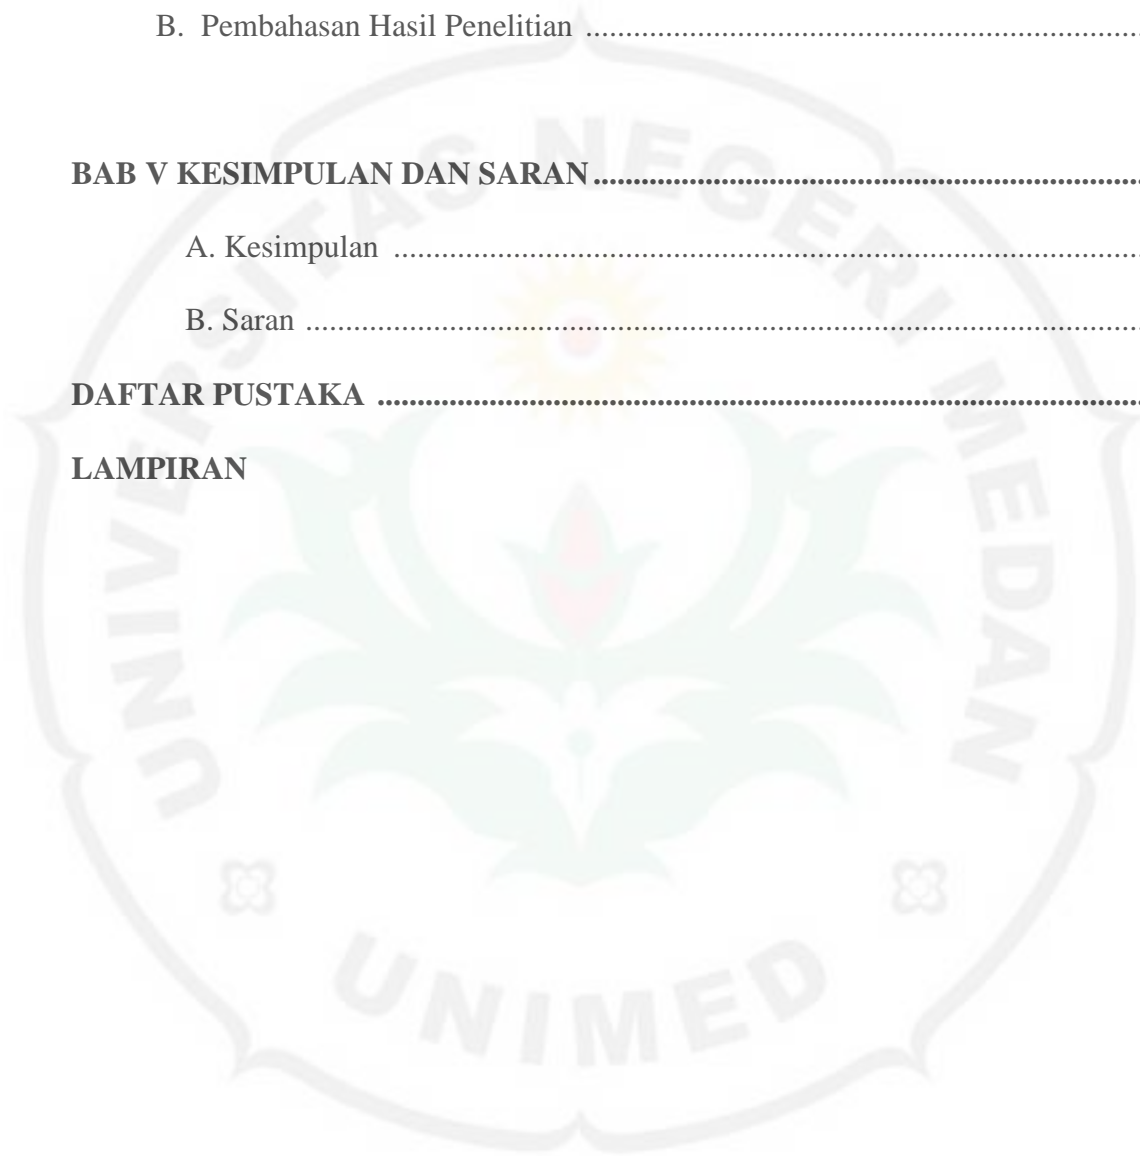 B. Pembahasan Hasil Penelitian ......................................................................
BAB V KESIMPULAN DAN SARAN......................................................................
A. Kesimpulan ..............................................................................................
B. Saran .........................................................................................................
DAFTAR PUSTAKA ................................................................................................
LAMPIRAN
UNIVERSITAS NEGERI MEDAN
UNIMED